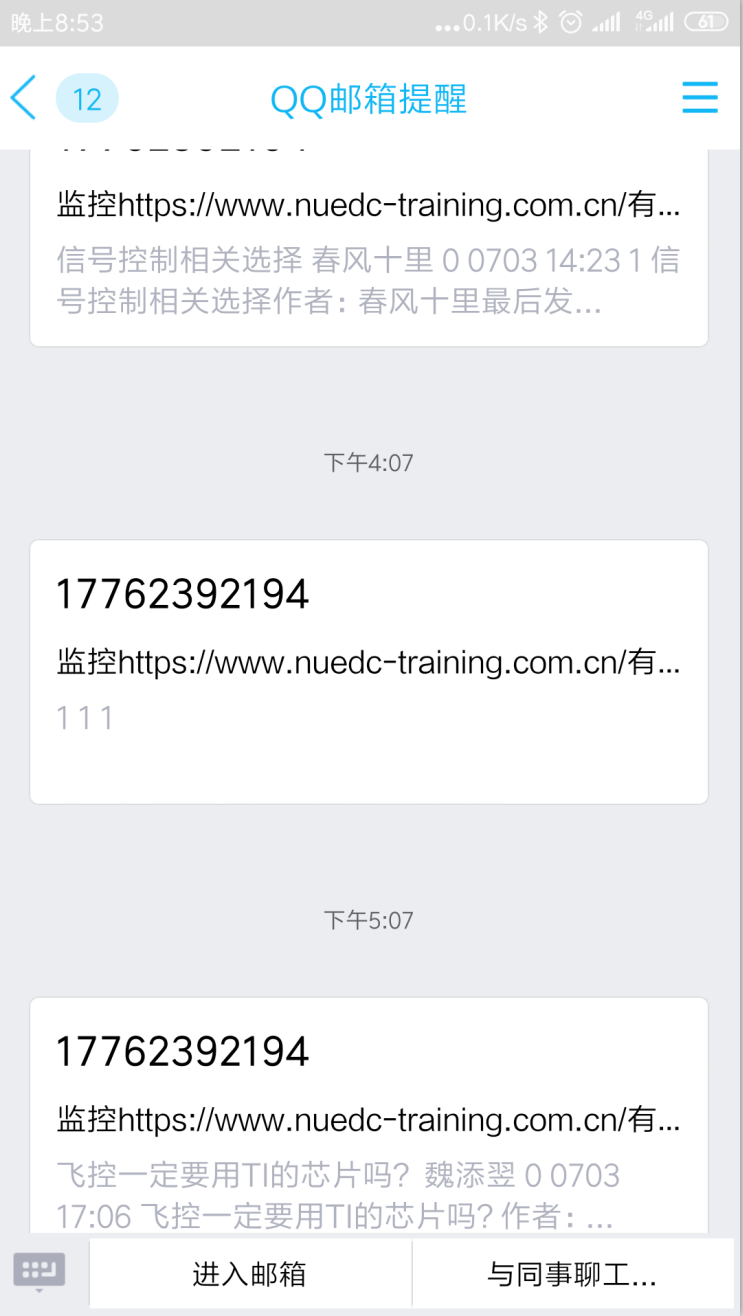 晚上8:53
...0.1K/s 4G 61
12
QQ邮箱提醒
监控https://www.nuedc-training.com.cn/有...
信号控制相关选择 春风十里 0 0703 14:23 1 信
号控制相关选择作者：春风十里最后发...
下午4:07
17762392194
监控https://www.nuedc-training.com.cn/有...
1 1 1
下午5:07
17762392194
监控https://www.nuedc-training.com.cn/有...
飞控一定要用TI的芯片吗？ 魏添翌 0 0703
17:06 飞控一定要用TI的芯片吗? 作者：...
进入邮箱
与同事聊工...